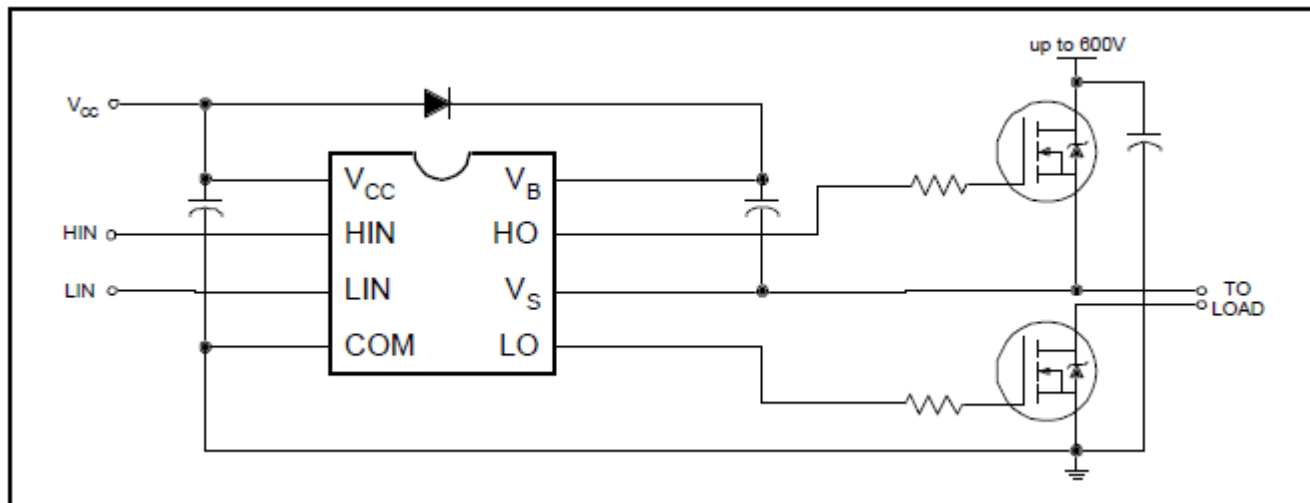 up to 600V
VCC
VCC
VB
HIN
HIN
HO
LIN
LIN
VS
TO
LOAD
COM
LO